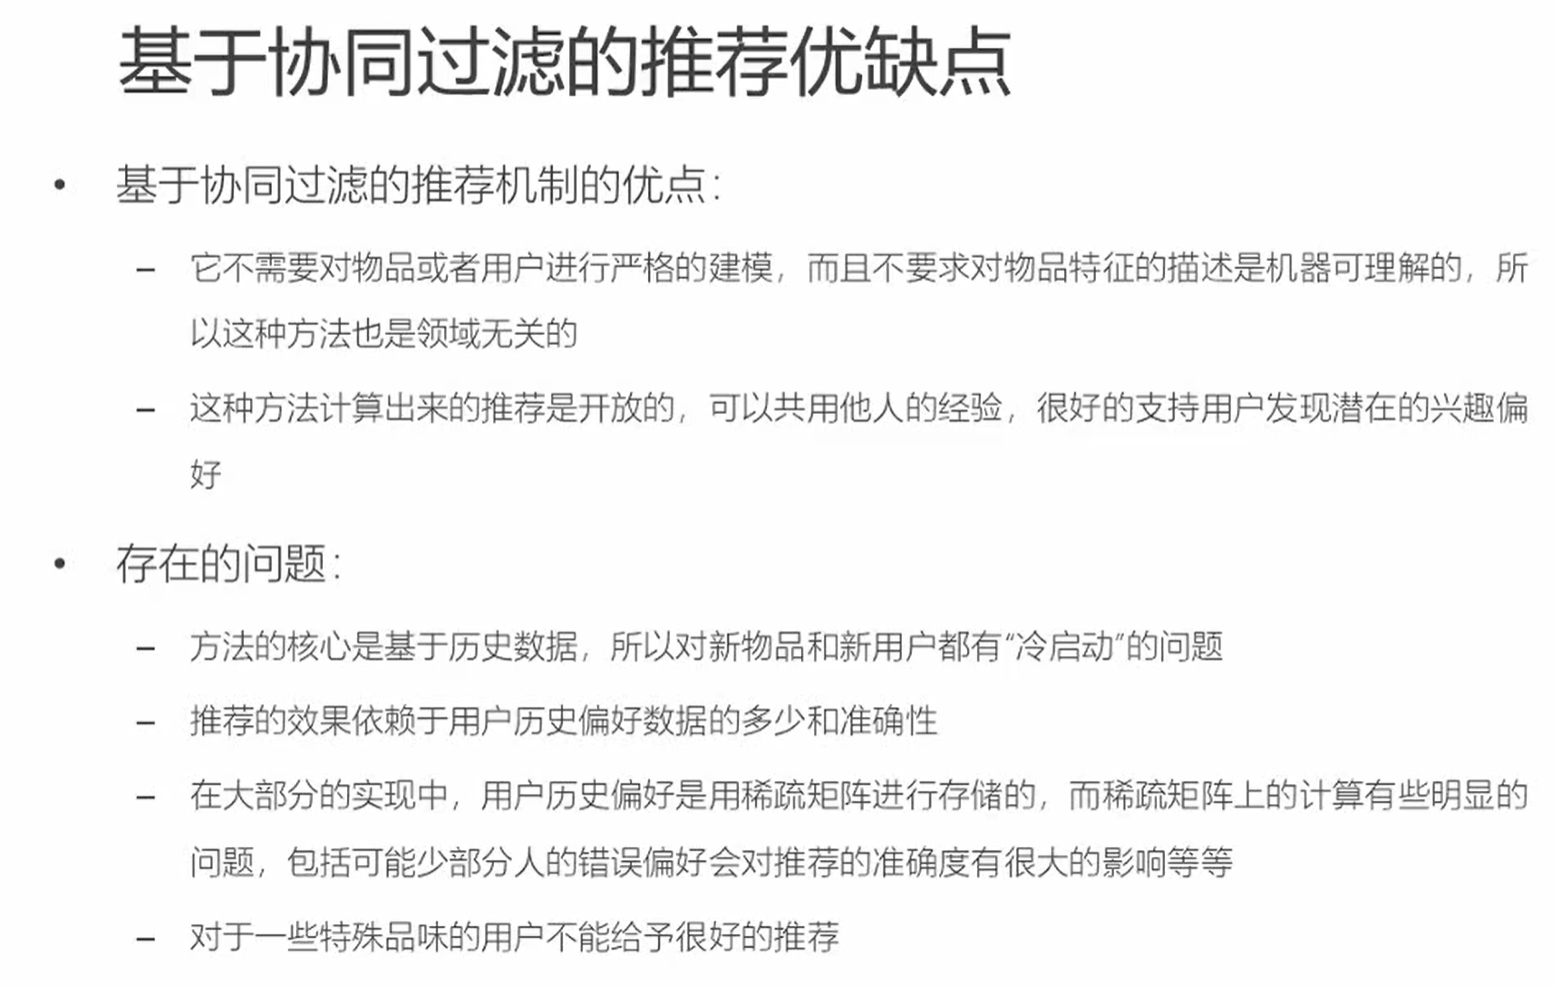 基于协同过滤的推荐优缺点
• 基于协同过滤的推荐机制的优点：
– 它不需要对物品或者用户进行严格的建模，而且不要求对物品特征的描述是机器可理解的，所
以这种方法也是领域无关的
– 这种方法计算出来的推荐是开放的，可以共用他人的经验，很好的支持用户发现潜在的兴趣偏
好
• 存在的问题：
– 方法的核心是基于历史数据，所以对新物品和新用户都有“冷启动”的问题
– 推荐的效果依赖于用户历史偏好数据的多少和准确性
– 在大部分的实现中，用户历史偏好是用稀疏矩阵进行存储的，而稀疏矩阵上的计算有些明显的
问题，包括可能少部分人的错误偏好会对推荐的准确度有很大的影响等等
– 对于一些特殊品味的用户不能给予很好的推荐